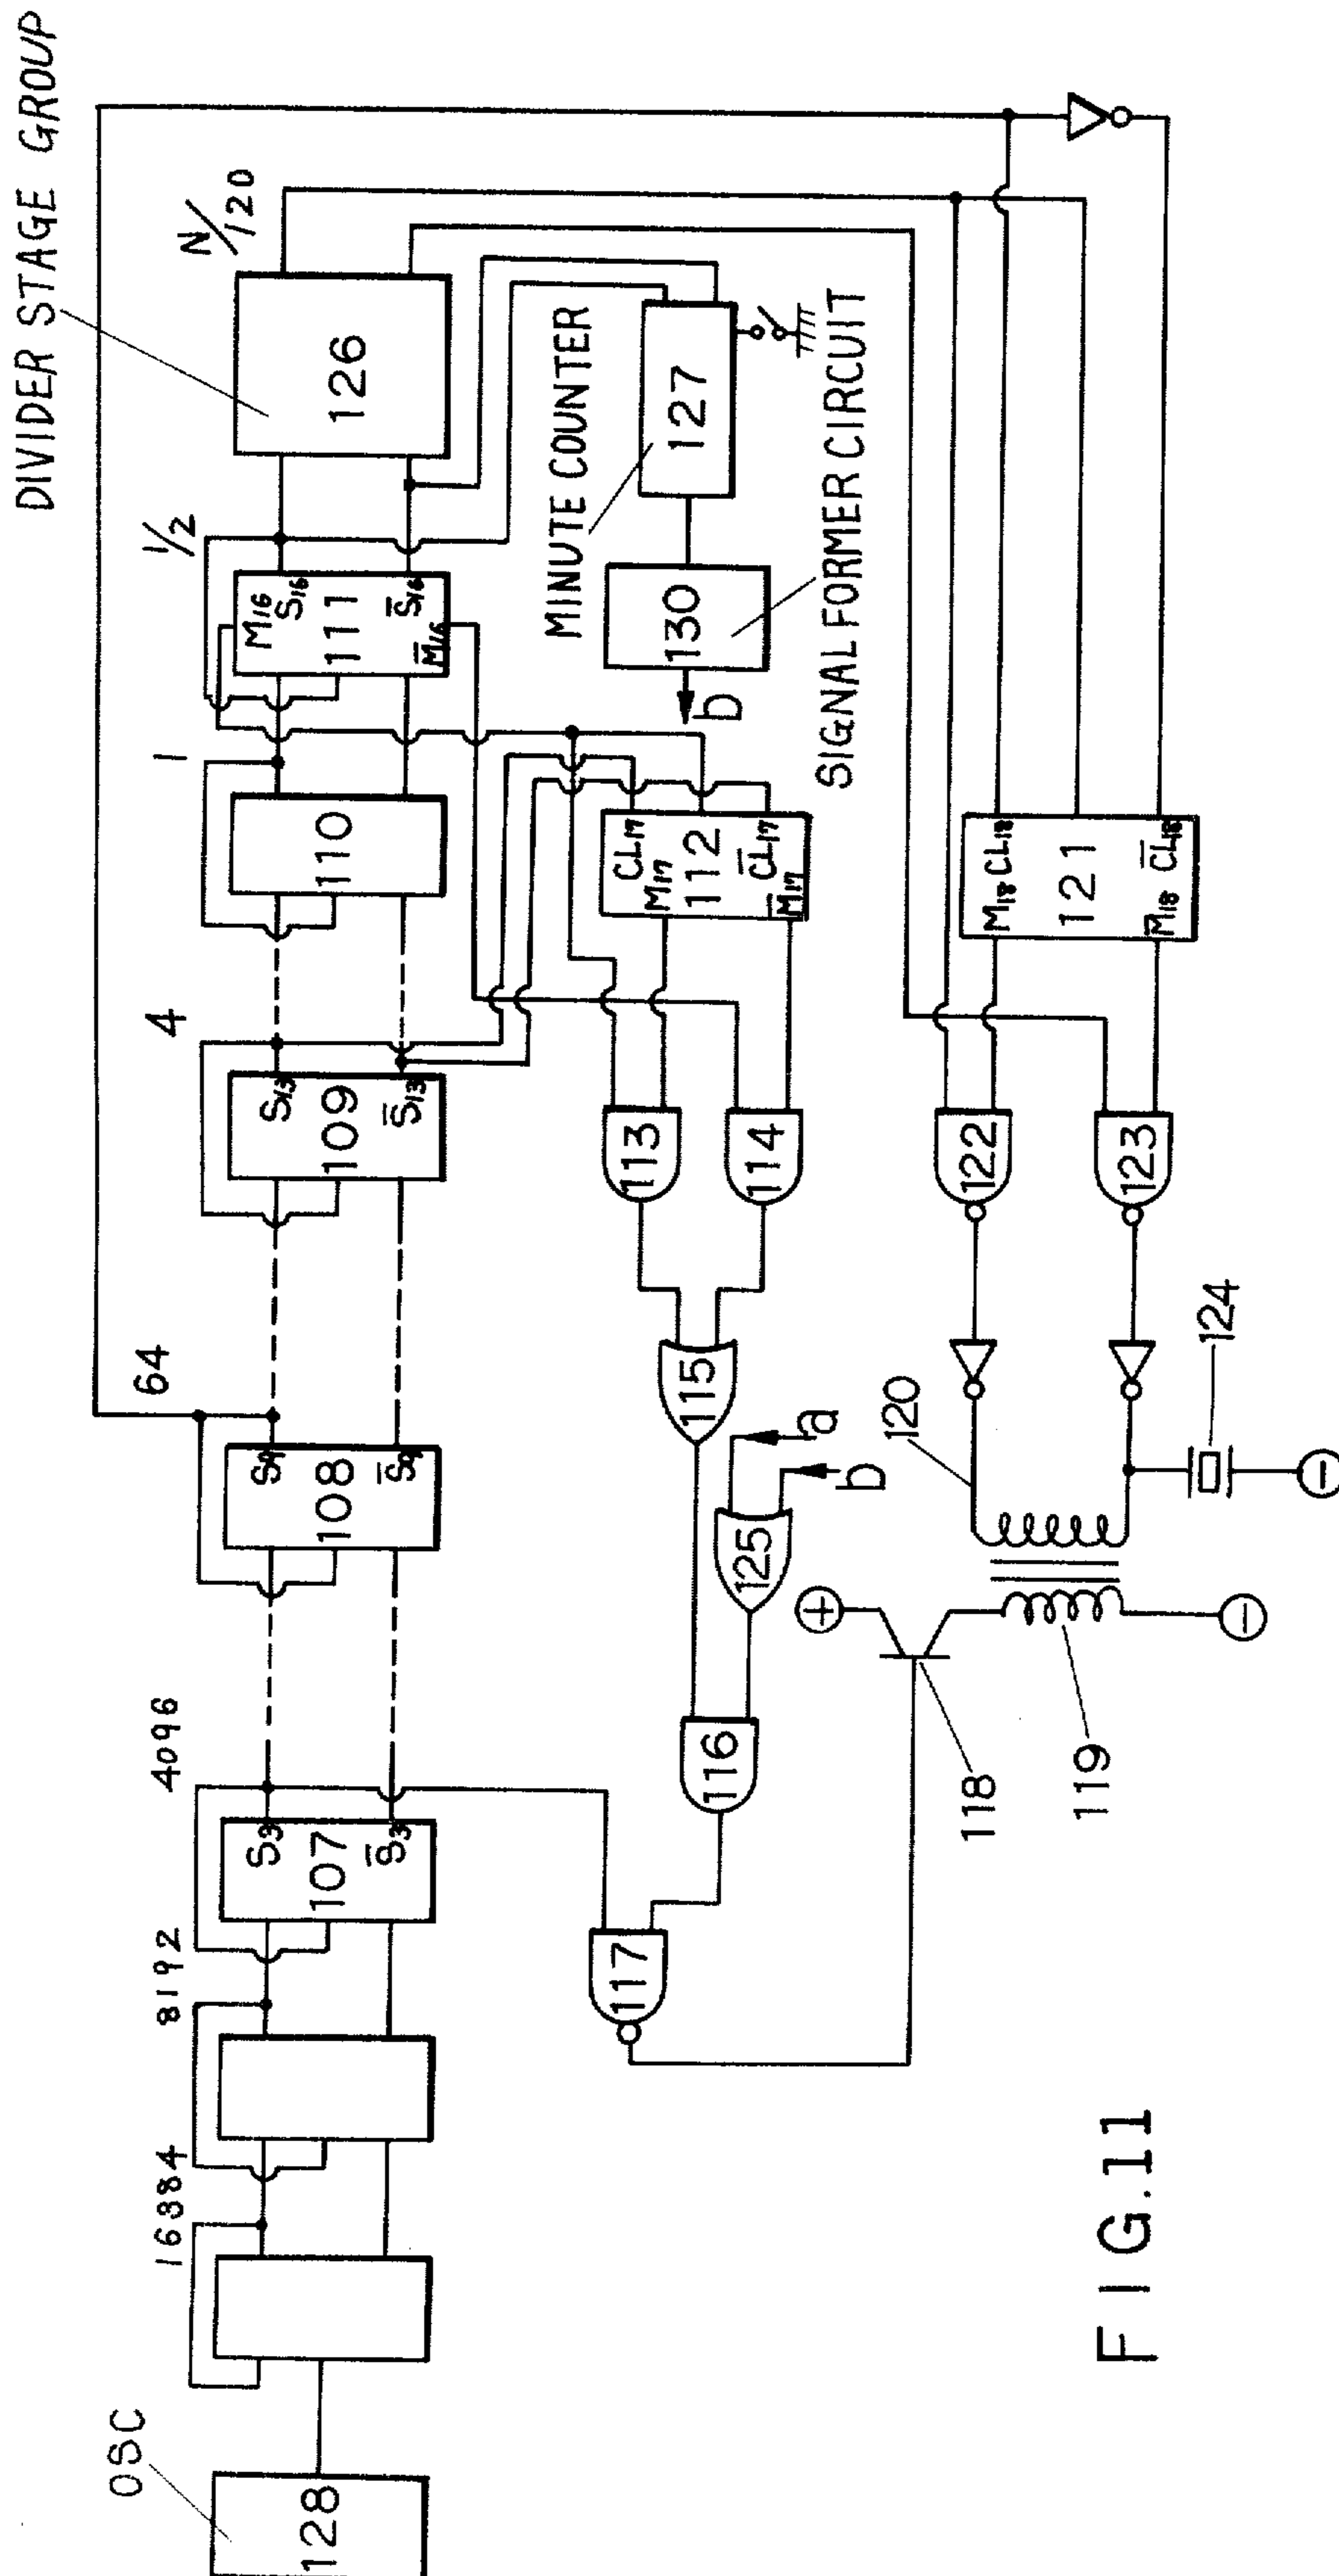 DIVIDER STAGE GROUP
OSC
16384
8192
4096
64
4
1
1/2
N/120
128
107
S3
S̅3
108
S9
S̅9
109
S13
S̅13
110
111
M16
S16
S̅16
M̅16
126
MINUTE COUNTER
127
130
b
SIGNAL FORMER CIRCUIT
112
CL17
M17
C̅L̅17
M̅17
113
114
115
a
b
125
116
117
118
119
120
121
M18
CL18
M̅18
C̅L̅18
122
123
124
+
−
−
FIG.11